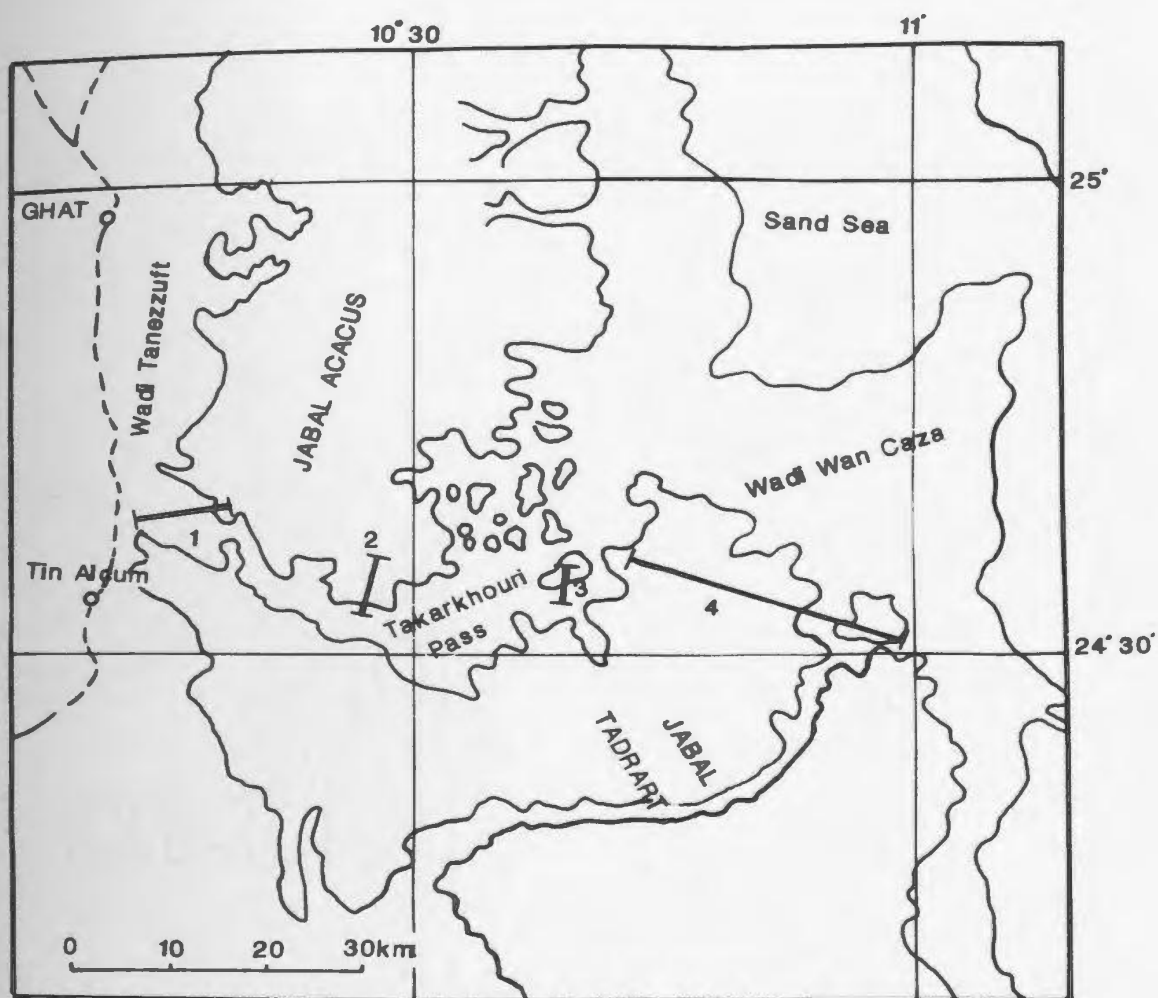 10° 30
11°
25°
GHAT
Sand Sea
Wadi Tanezzuft
JABAL ACACUS
Wadi Wan Caza
1
2
Tin Alcum
Takarkhouri
Pass
3
4
24° 30'
JABAL
TADRART
0 10 20 30km